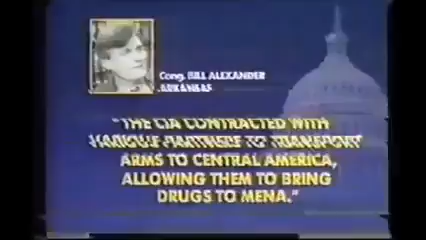 Cong. BILL ALEXANDER
ARKANSAS
"THE CIA CONTRACTED WITH
VARIOUS PARTNERS TO TRANSPORT
ARMS TO CENTRAL AMERICA,
ALLOWING THEM TO BRING
DRUGS TO MENA."